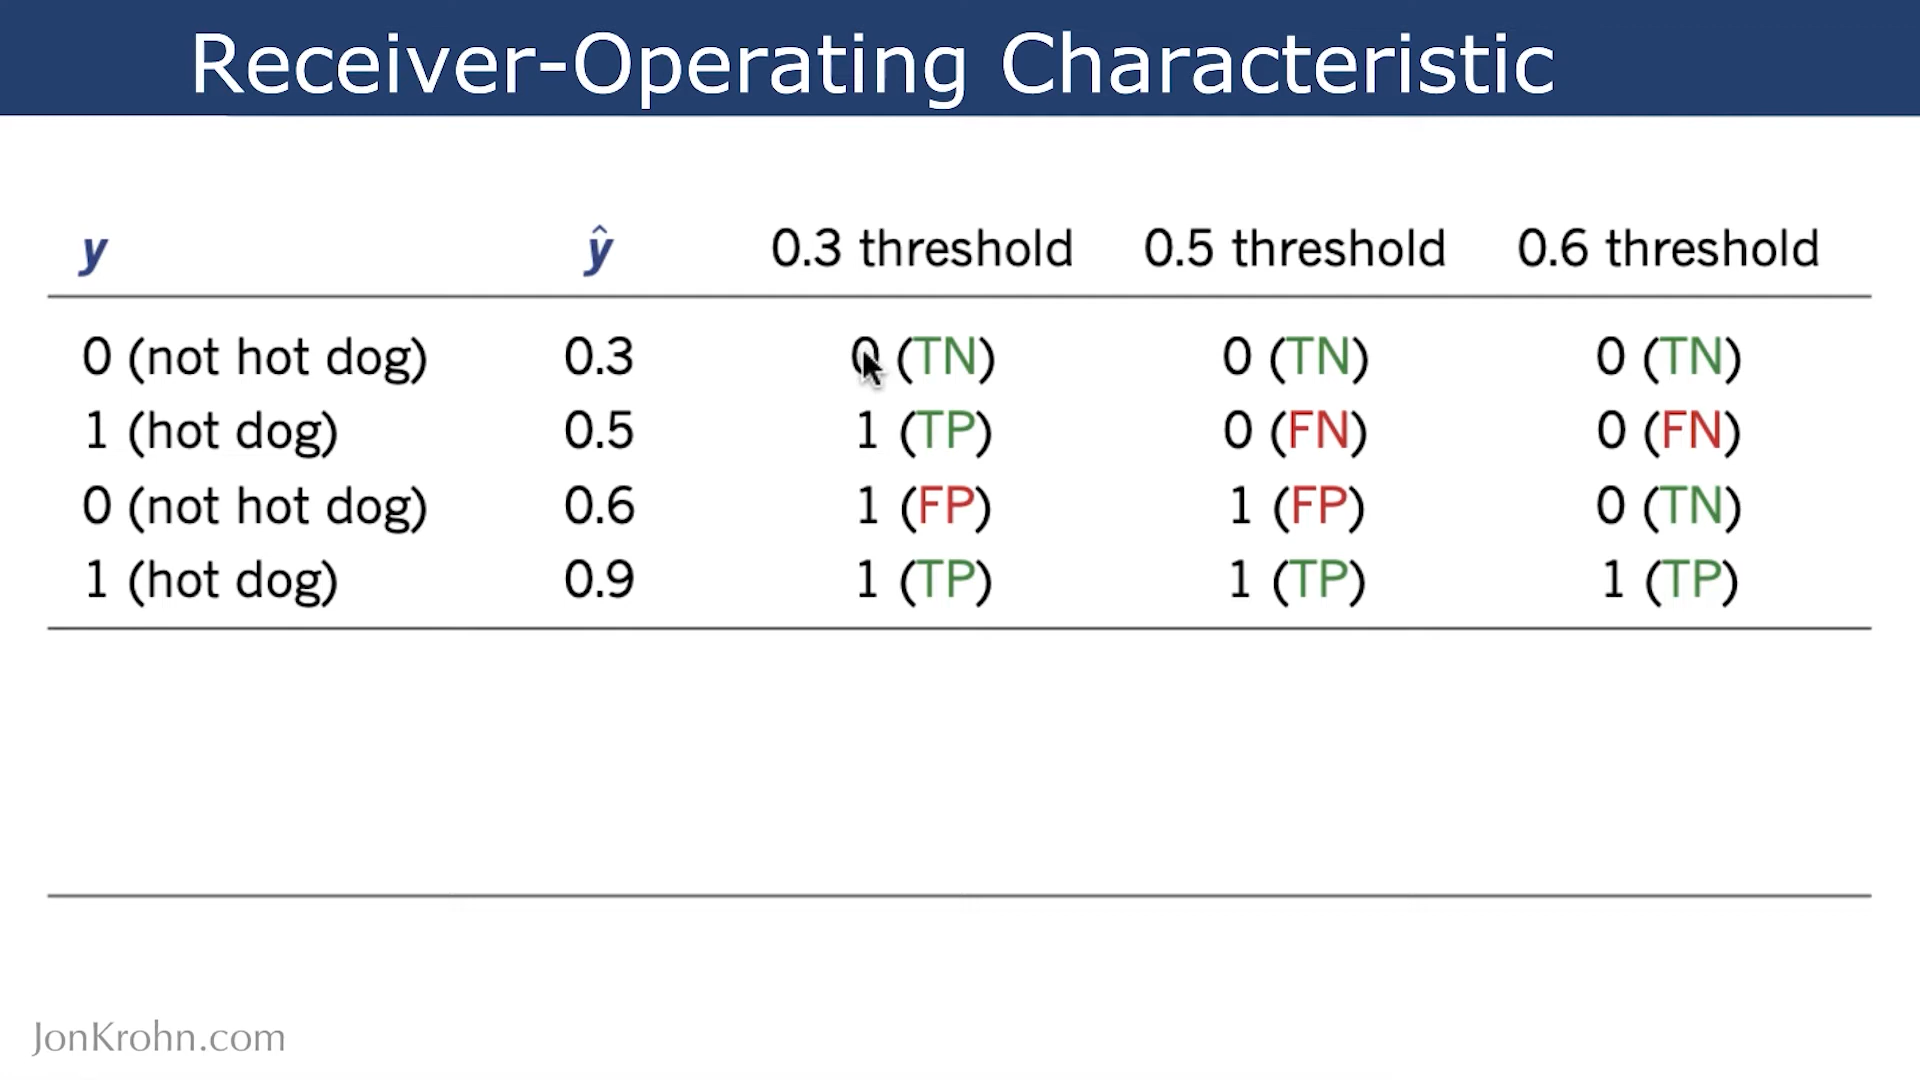 Receiver-Operating Characteristic
y ŷ 0.3 threshold 0.5 threshold 0.6 threshold
0 (not hot dog) 0.3 0 (TN) 0 (TN) 0 (TN)
1 (hot dog) 0.5 1 (TP) 0 (FN) 0 (FN)
0 (not hot dog) 0.6 1 (FP) 1 (FP) 0 (TN)
1 (hot dog) 0.9 1 (TP) 1 (TP) 1 (TP)
JonKrohn.com